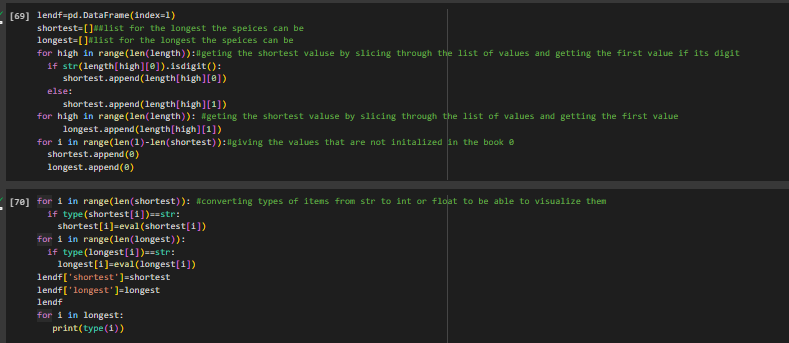 [69] lendf=pd.DataFrame(index=l)
shortest=[]##list for the longest the speices can be
longest=[]#list for the longest the speices can be
for high in range(len(length)):#geting the shortest valuse by slicing through the list of values and getting the first value if its digit
if str(length[high][0]).isdigit():
shortest.append(length[high][0])
else:
shortest.append(length[high][1])
for high in range(len(length)): #geting the shortest valuse by slicing through the list of values and getting the first value
longest.append(length[high][1])
for i in range(len(l)-len(shortest)):#giving the values that are not initalized in the book 0
shortest.append(0)
longest.append(0)
[70] for i in range(len(shortest)): #converting types of items from str to int or float to be able to visualize them
if type(shortest[i])==str:
shortest[i]=eval(shortest[i])
for i in range(len(longest)):
if type(longest[i])==str:
longest[i]=eval(longest[i])
lendf['shortest']=shortest
lendf['longest']=longest
lendf
for i in longest:
print(type(i))